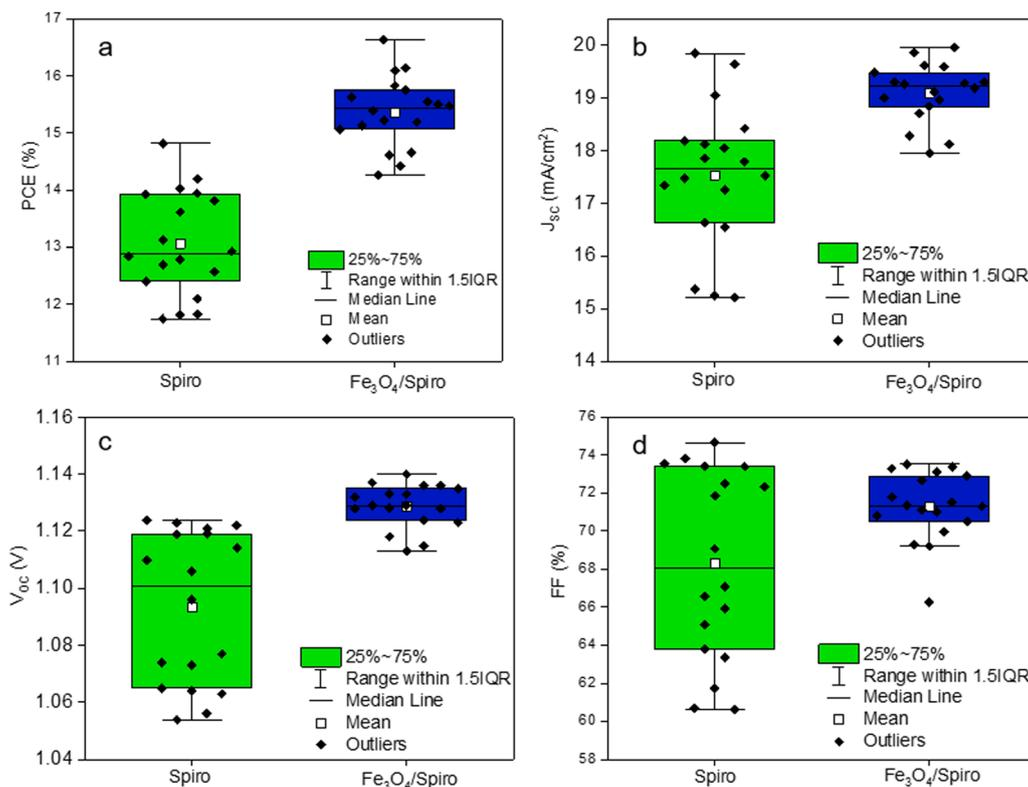 a
PCE (%)
17
16
15
14
13
12
11
25%~75%
Range within 1.5IQR
Median Line
Mean
Outliers
Spiro
Fe₃O₄/Spiro
b
J_SC (mA/cm²)
20
19
18
17
16
15
14
25%~75%
Range within 1.5IQR
Median Line
Mean
Outliers
Spiro
Fe₃O₄/Spiro
c
V_OC (V)
1.16
1.14
1.12
1.10
1.08
1.06
1.04
25%~75%
Range within 1.5IQR
Median Line
Mean
Outliers
Spiro
Fe₃O₄/Spiro
d
FF (%)
76
74
72
70
68
66
64
62
60
58
25%~75%
Range within 1.5IQR
Median Line
Mean
Outliers
Spiro
Fe₃O₄/Spiro